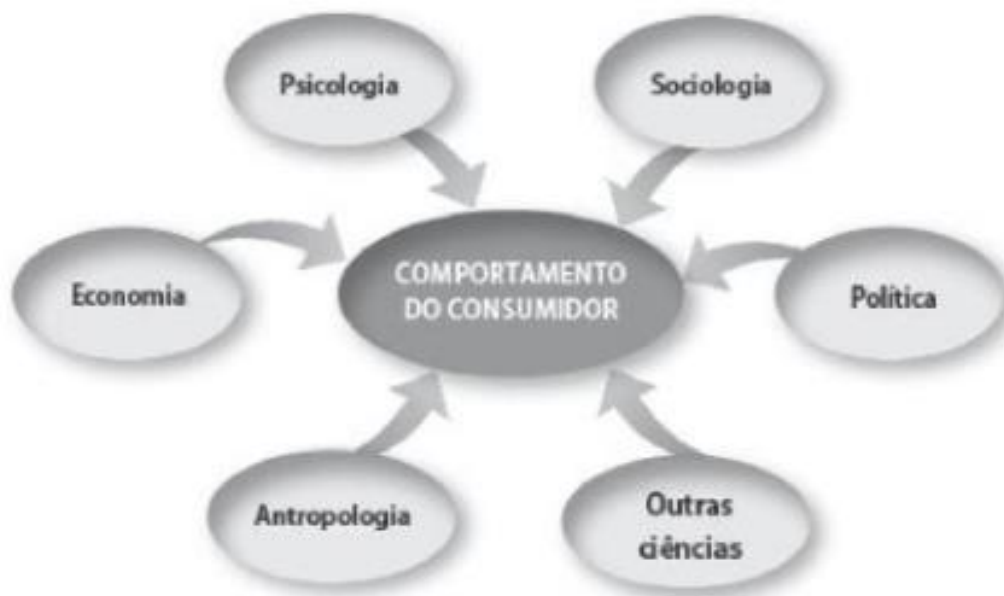 Psicologia
Sociologia
Economia
COMPORTAMENTO
DO CONSUMIDOR
Política
Antropologia
Outras
ciências